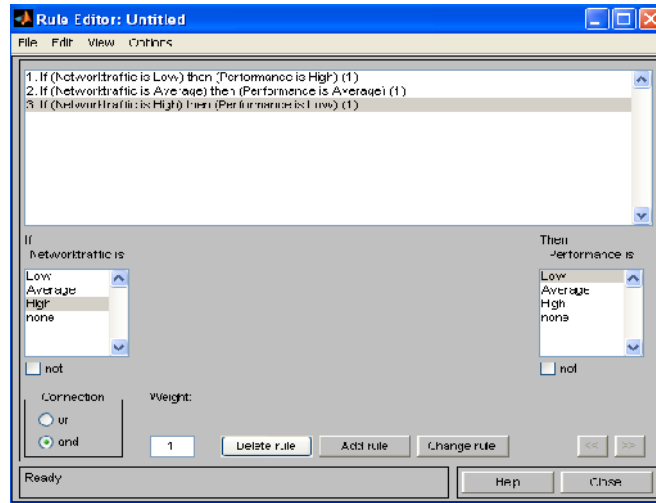 Rule Editor: Untitled
File Edit View Options
1. If (Networktraffic is Low) then (Performance is High) (1)
2. If (Networktraffic is Average) then (Performance is Average) (1)
3. If (Networktraffic is High) then (Performance is Low) (1)
If
Networktraffic is
Low
Average
High
none
not
Then
Performance is
Low
Average
High
none
not
Connection
or
and
Weight:
1
Delete rule Add rule Change rule << >>
Ready
Help Close